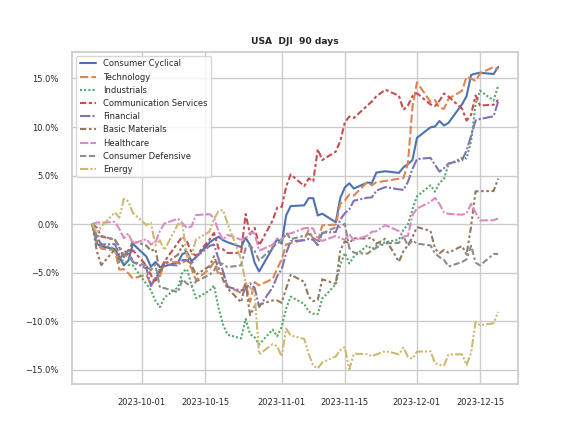 USA  DJI  90 days
Consumer Cyclical
Technology
Industrials
Communication Services
Financial
Basic Materials
Healthcare
Consumer Defensive
Energy
15.0%
10.0%
5.0%
0.0%
−5.0%
−10.0%
−15.0%
2023-10-01
2023-10-15
2023-11-01
2023-11-15
2023-12-01
2023-12-15